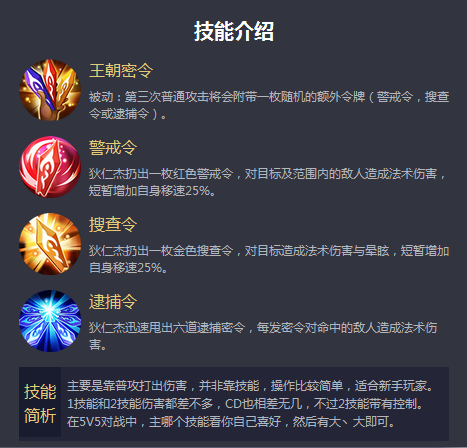 技能介绍
王朝密令
被动：第三次普通攻击将会附带一枚随机的额外令牌（警戒令，搜查
令或逮捕令）。
警戒令
狄仁杰扔出一枚红色警戒令，对目标及范围内的敌人造成法术伤害，
短暂增加自身移速25%。
搜查令
狄仁杰扔出一枚金色搜查令，对目标造成法术伤害与晕眩，短暂增加
自身移速25%。
逮捕令
狄仁杰迅速甩出六道逮捕密令，每发密令对命中的敌人造成法术伤
害。
技能
简析
主要是靠普攻打出伤害，并非靠技能，操作比较简单，适合新手玩家。
1技能和2技能伤害都差不多，CD也相差无几，不过2技能带有控制。
在5V5对战中，主哪个技能看你自己喜好，然后有大丶大即可。